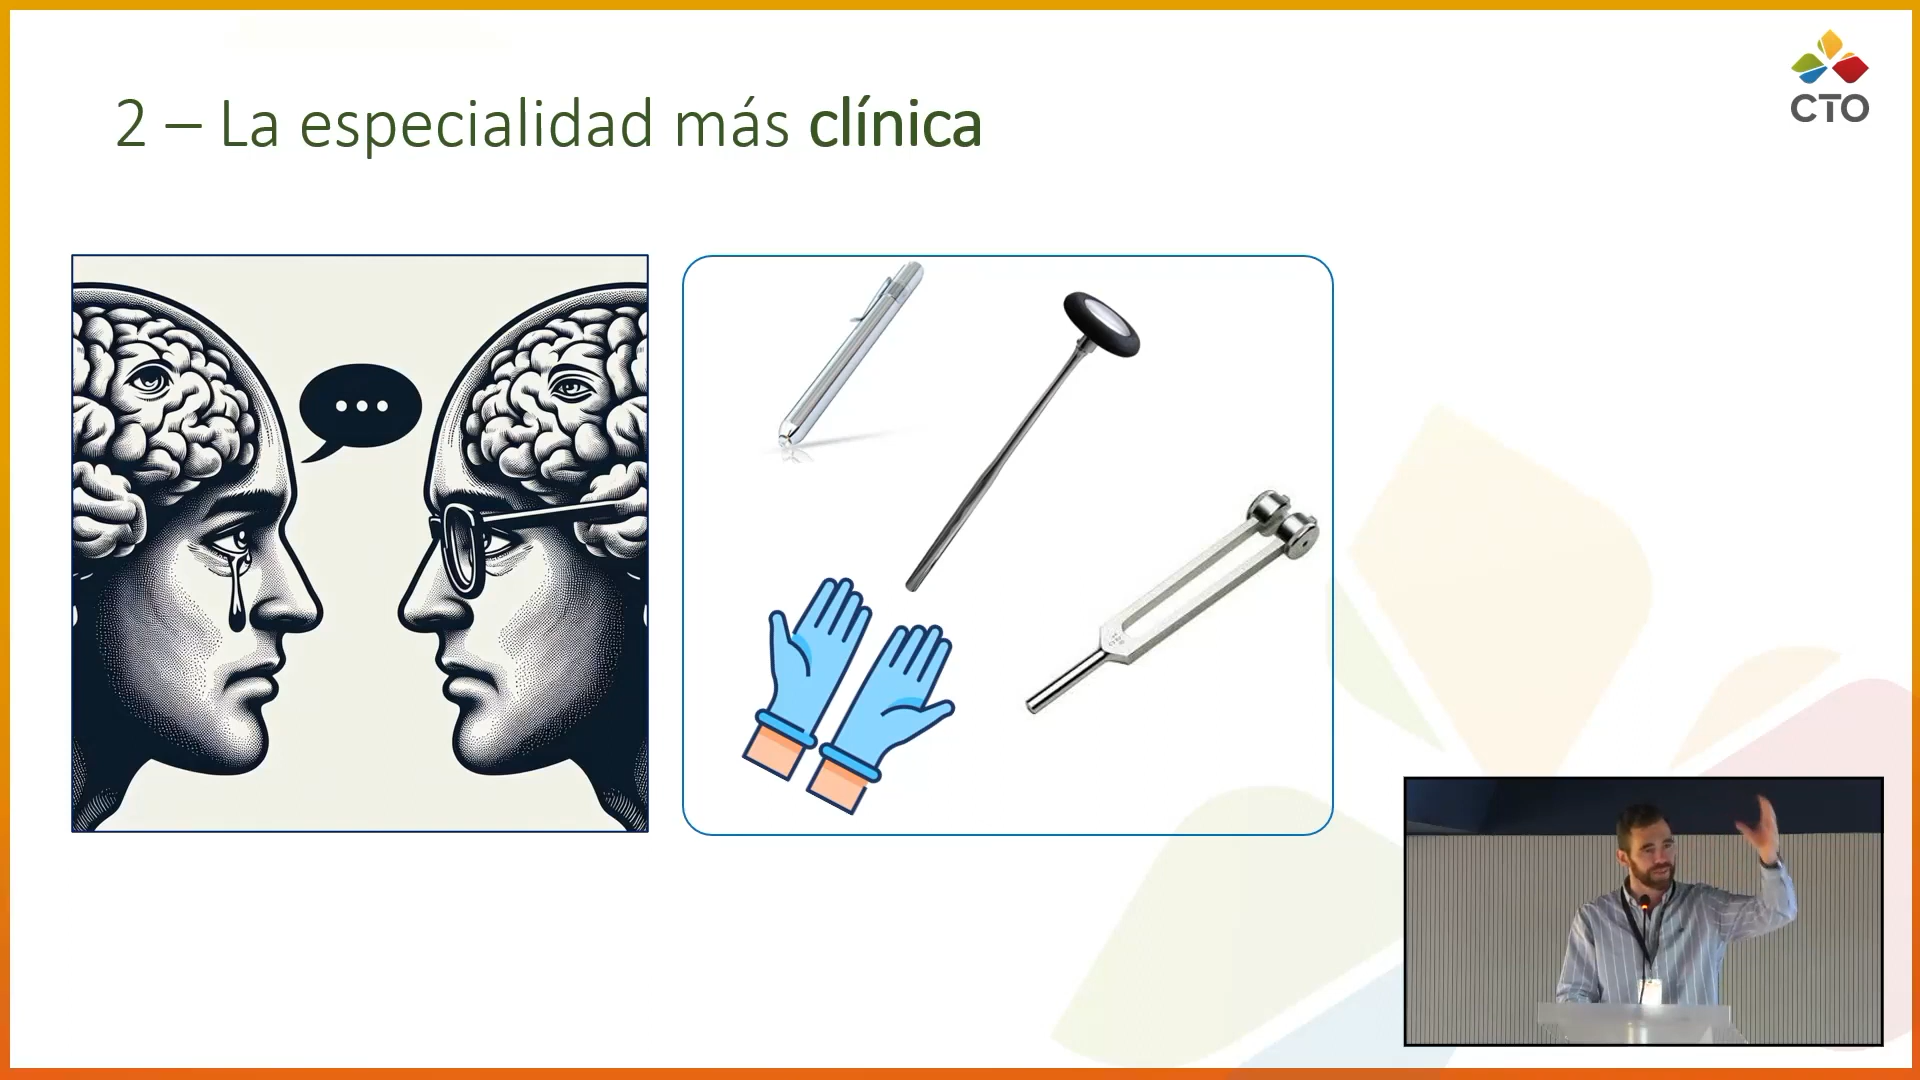 2 – La especialidad más clínica
CTO